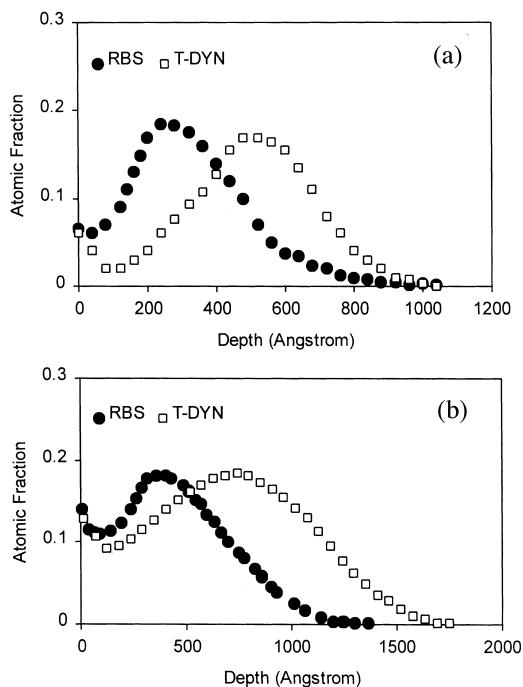 0.3
(a)
RBS T-DYN
0.2
Atomic Fraction
0.1
0
0 200 400 600 800 1000 1200
Depth (Angstrom)
0.3
(b)
RBS T-DYN
0.2
Atomic Fraction
0.1
0
0 500 1000 1500 2000
Depth (Angstrom)